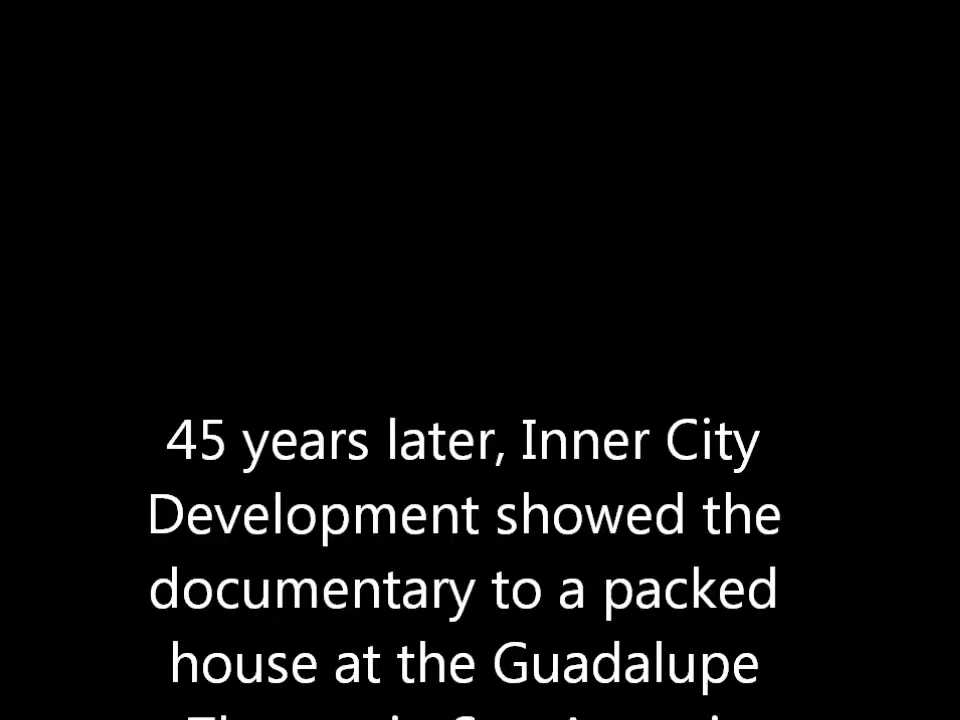 45 years later, Inner City
Development showed the
documentary to a packed
house at the Guadalupe